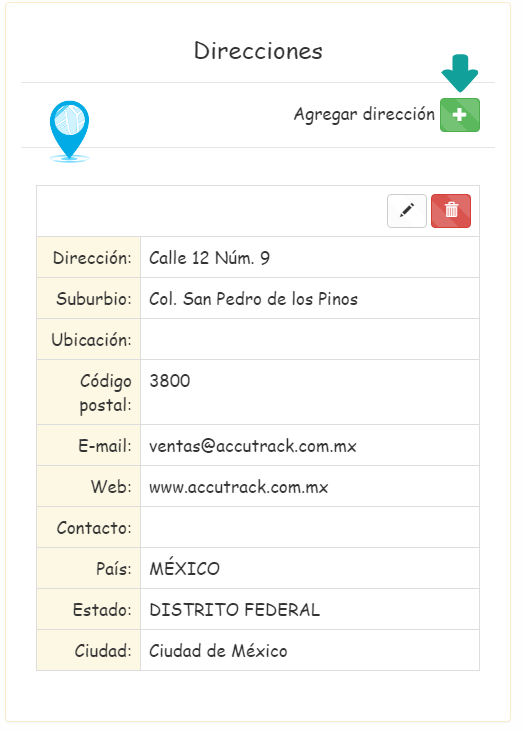 Direcciones
Agregar dirección
Dirección: Calle 12 Núm. 9
Suburbio: Col. San Pedro de los Pinos
Ubicación:
Código postal: 3800
E-mail: ventas@accutrack.com.mx
Web: www.accutrack.com.mx
Contacto:
País: MÉXICO
Estado: DISTRITO FEDERAL
Ciudad: Ciudad de México